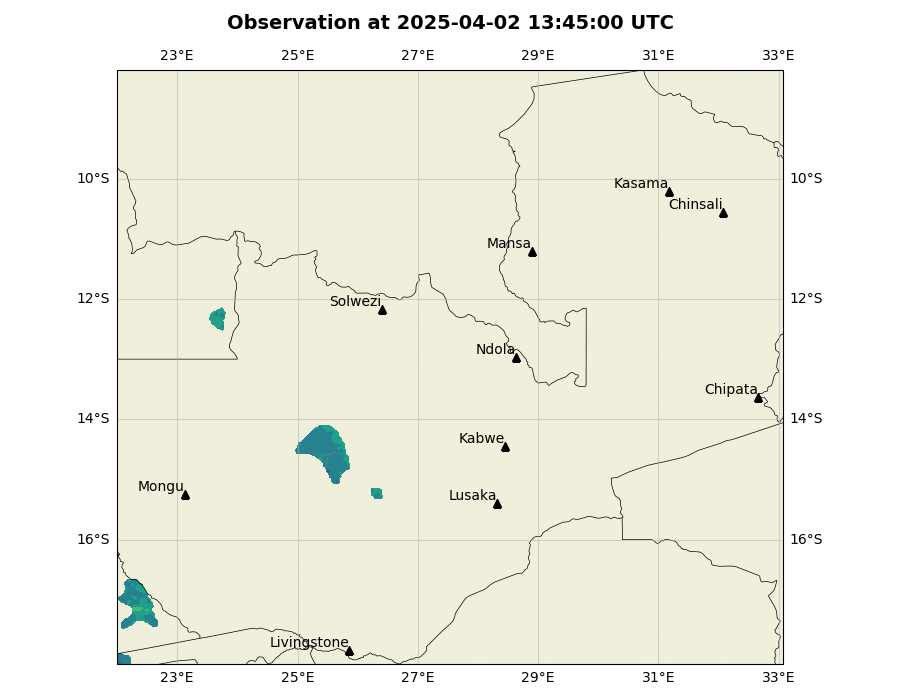 Observation at 2025-04-02 13:45:00 UTC
23°E 25°E 27°E 29°E 31°E 33°E
10°S 10°S
Kasama
Chinsali
Mansa
12°S 12°S
Solwezi
Ndola
Chipata
14°S 14°S
Kabwe
Mongu
Lusaka
16°S 16°S
Livingstone
23°E 25°E 27°E 29°E 31°E 33°E